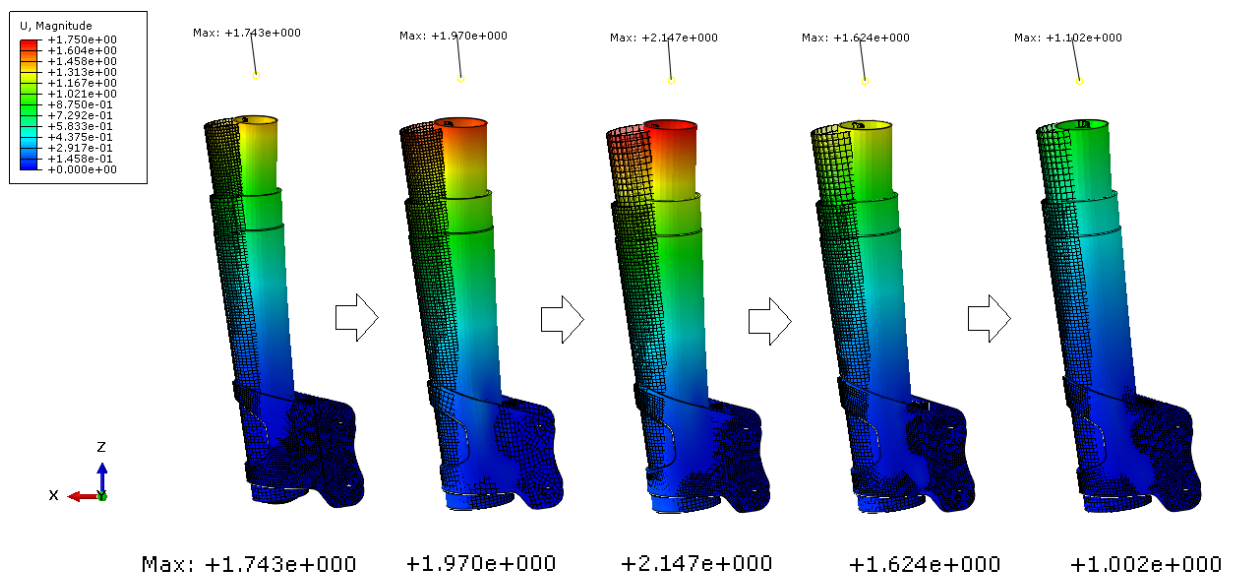 U, Magnitude
+1.750e+00
+1.604e+00
+1.458e+00
+1.313e+00
+1.167e+00
+1.021e+00
+8.750e-01
+7.292e-01
+5.833e-01
+4.375e-01
+2.917e-01
+1.458e-01
+0.000e+00
Max: +1.743e+000
Max: +1.970e+000
Max: +2.147e+000
Max: +1.624e+000
Max: +1.102e+000
Z
X
Y
Max: +1.743e+000 +1.970e+000 +2.147e+000 +1.624e+000 +1.002e+000